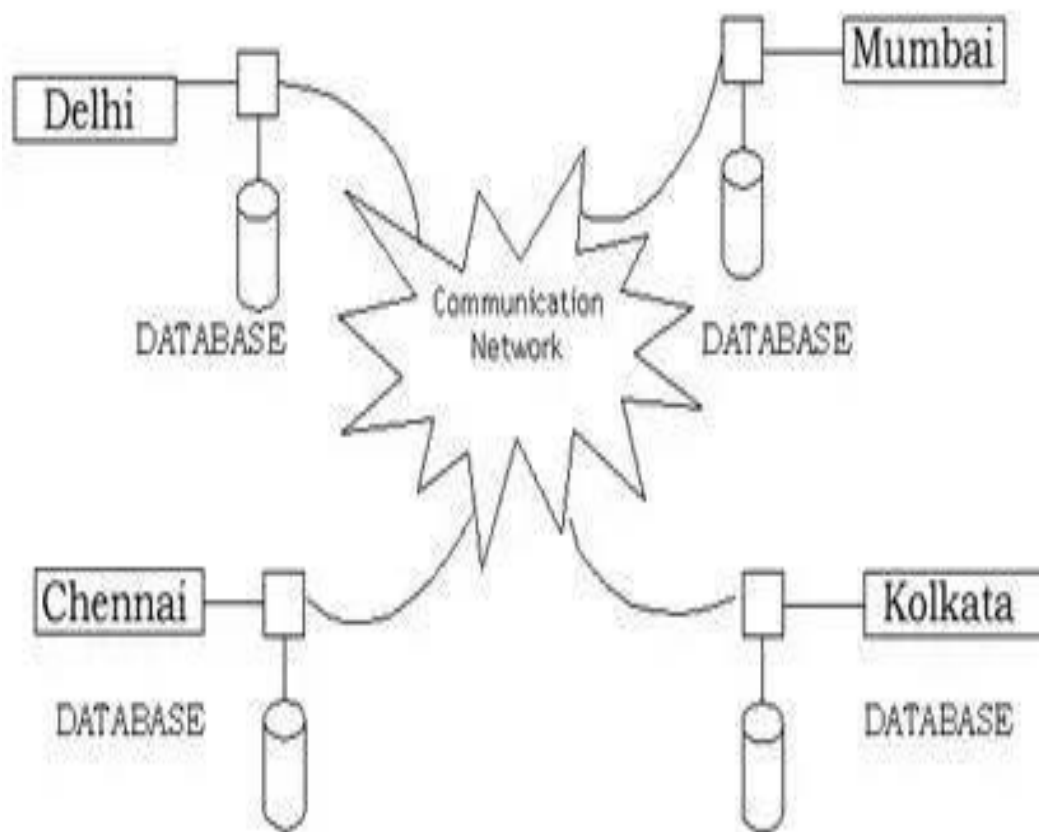 Delhi
Mumbai
Communication
Network
DATABASE
DATABASE
Chennai
Kolkata
DATABASE
DATABASE